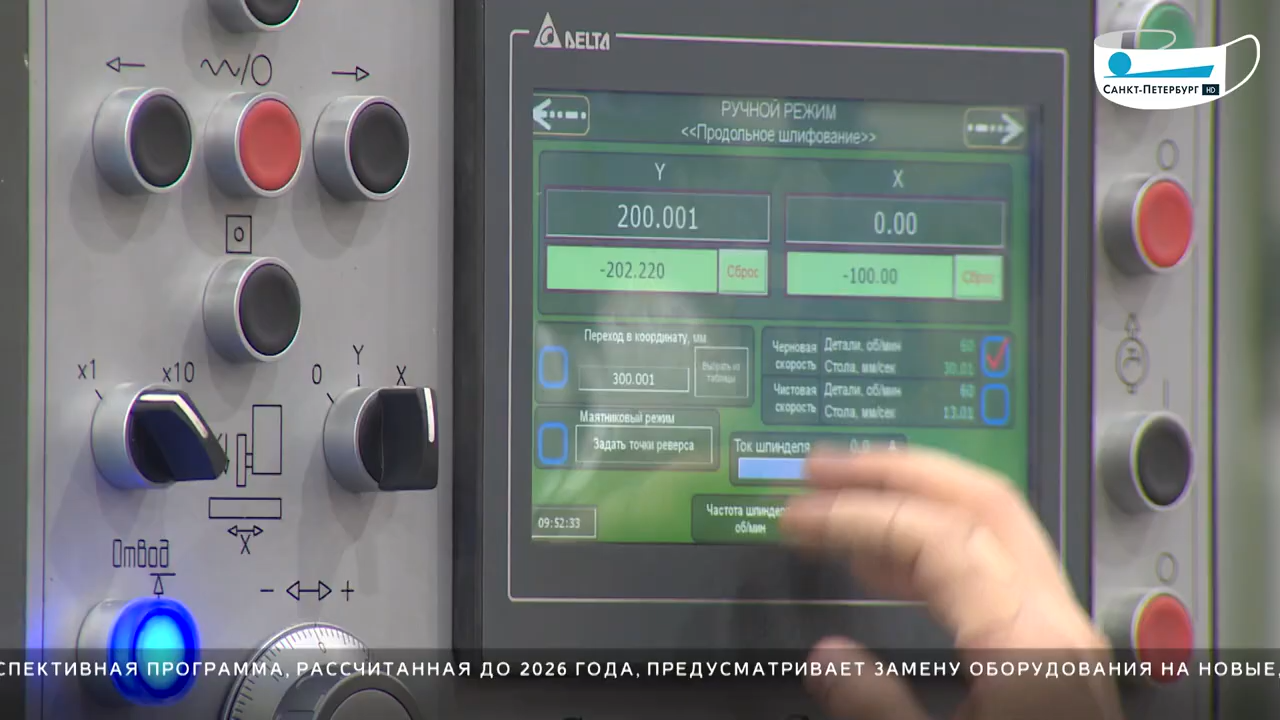 DELTA
САНКТ-ПЕТЕРБУРГ HD
РУЧНОЙ РЕЖИМ
<<Продольное шлифование>>
Y
X
200.001
0.00
-202.220
Сброс
-100.00
Сброс
Переход в координату, мм
300.001
Выбрать из
таблицы
Черновая
скорость
Детали, об/мин 60
Стола, мм/сек 30.01
Чистовая
скорость
Детали, об/мин 60
Стола, мм/сек 13.01
Маятниковый режим
Задать точки реверса
Ток шпинделя 0.0 А
Частота шпинделя
об/мин
09:52:33
x1
x10
0
Y
X
X
Отвод
- +
СПЕКТИВНАЯ ПРОГРАММА, РАССЧИТАННАЯ ДО 2026 ГОДА, ПРЕДУСМАТРИВАЕТ ЗАМЕНУ ОБОРУДОВАНИЯ НА НОВЫЕ,